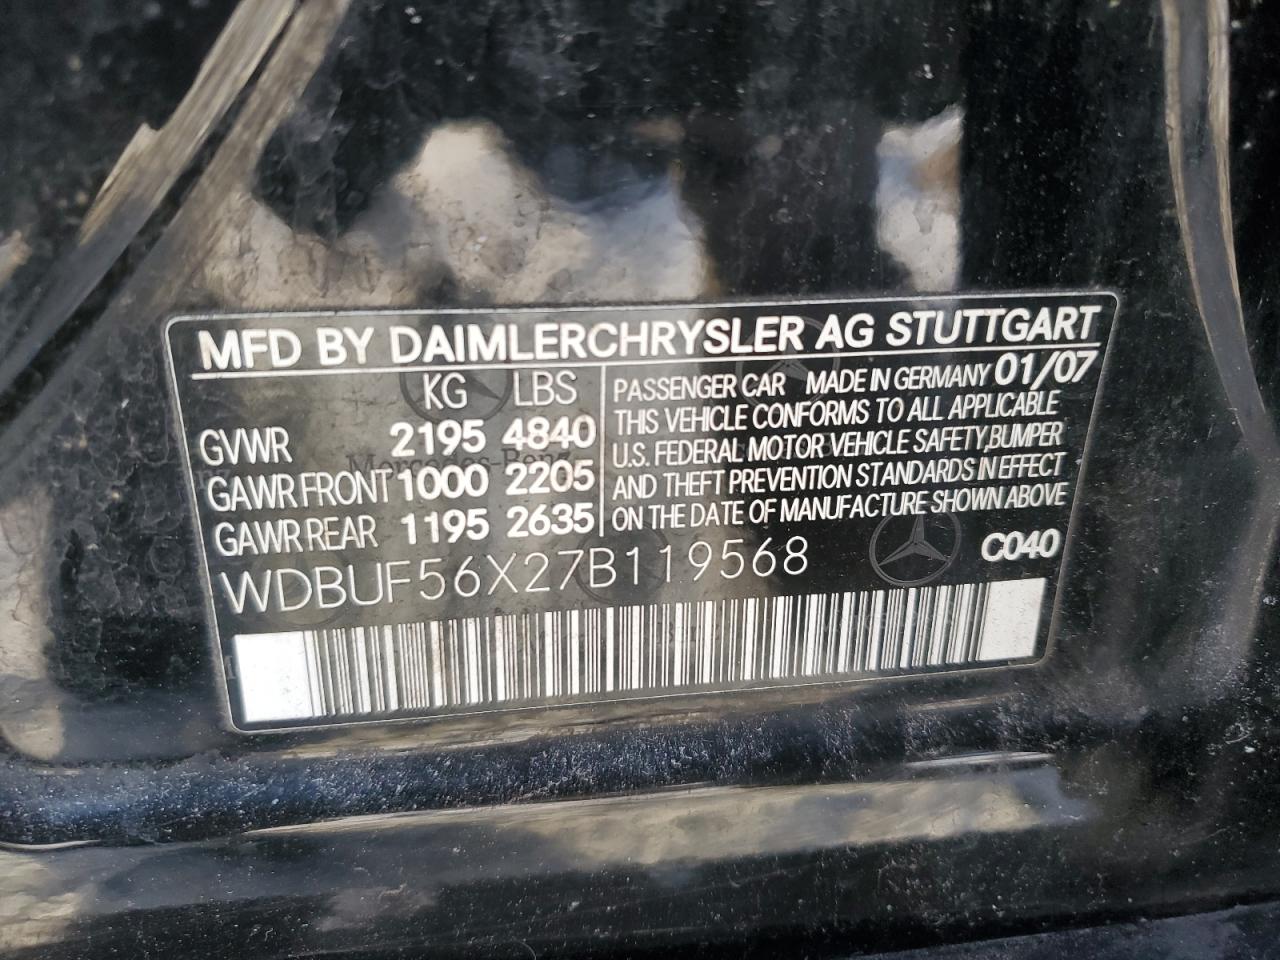 MFD BY DAIMLERCHRYSLER AG STUTTGART
KG LBS
GVWR 2195 4840
GAWR FRONT 1000 2205
GAWR REAR 1195 2635
PASSENGER CAR MADE IN GERMANY 01/07
THIS VEHICLE CONFORMS TO ALL APPLICABLE
U.S. FEDERAL MOTOR VEHICLE SAFETY, BUMPER
AND THEFT PREVENTION STANDARDS IN EFFECT
ON THE DATE OF MANUFACTURE SHOWN ABOVE
Mercedes-Benz
WDBUF56X27B119568
C040